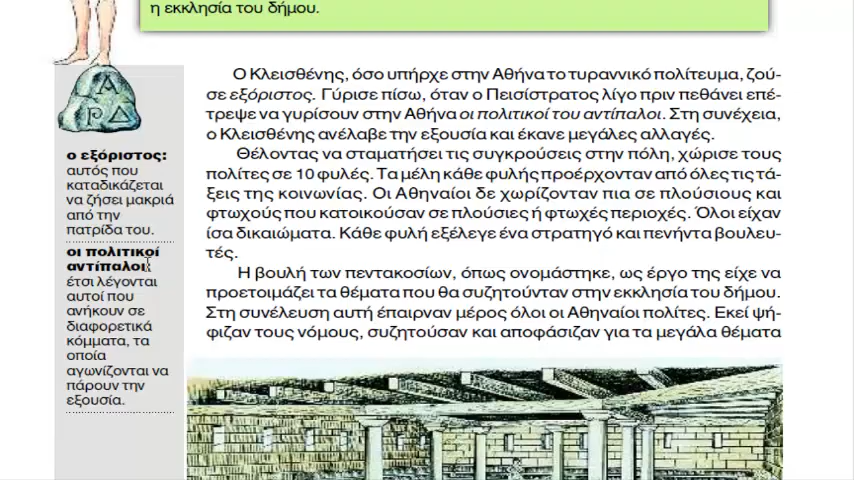 η εκκλησία του δήμου.
Ο Κλεισθένης, όσο υπήρχε στην Αθήνα το τυραννικό πολίτευμα, ζού-
σε εξόριστος. Γύρισε πίσω, όταν ο Πεισίστρατος λίγο πριν πεθάνει επέ-
τρεψε να γυρίσουν στην Αθήνα οι πολιτικοί του αντίπαλοι. Στη συνέχεια,
ο Κλεισθένης ανέλαβε την εξουσία και έκανε μεγάλες αλλαγές.
Θέλοντας να σταματήσει τις συγκρούσεις στην πόλη, χώρισε τους
πολίτες σε 10 φυλές. Τα μέλη κάθε φυλής προέρχονταν από όλες τις τά-
ξεις της κοινωνίας. Οι Αθηναίοι δε χωρίζονταν πια σε πλούσιους και
φτωχούς που κατοικούσαν σε πλούσιες ή φτωχές περιοχές. Όλοι είχαν
ίσα δικαιώματα. Κάθε φυλή εξέλεγε ένα στρατηγό και πενήντα βουλευ-
τές.
Η βουλή των πεντακοσίων, όπως ονομάστηκε, ως έργο της είχε να
προετοιμάζει τα θέματα που θα συζητούνταν στην εκκλησία του δήμου.
Στη συνέλευση αυτή έπαιρναν μέρος όλοι οι Αθηναίοι πολίτες. Εκεί ψή-
φιζαν τους νόμους, συζητούσαν και αποφάσιζαν για τα μεγάλα θέματα
Α
Ρ Δ
ο εξόριστος:
αυτός που
καταδικάζεται
να ζήσει μακριά
από την
πατρίδα του.
οι πολιτικοί
αντίπαλοι:
έτσι λέγονται
αυτοί που
ανήκουν σε
διαφορετικά
κόμματα, τα
οποία
αγωνίζονται να
πάρουν την
εξουσία.